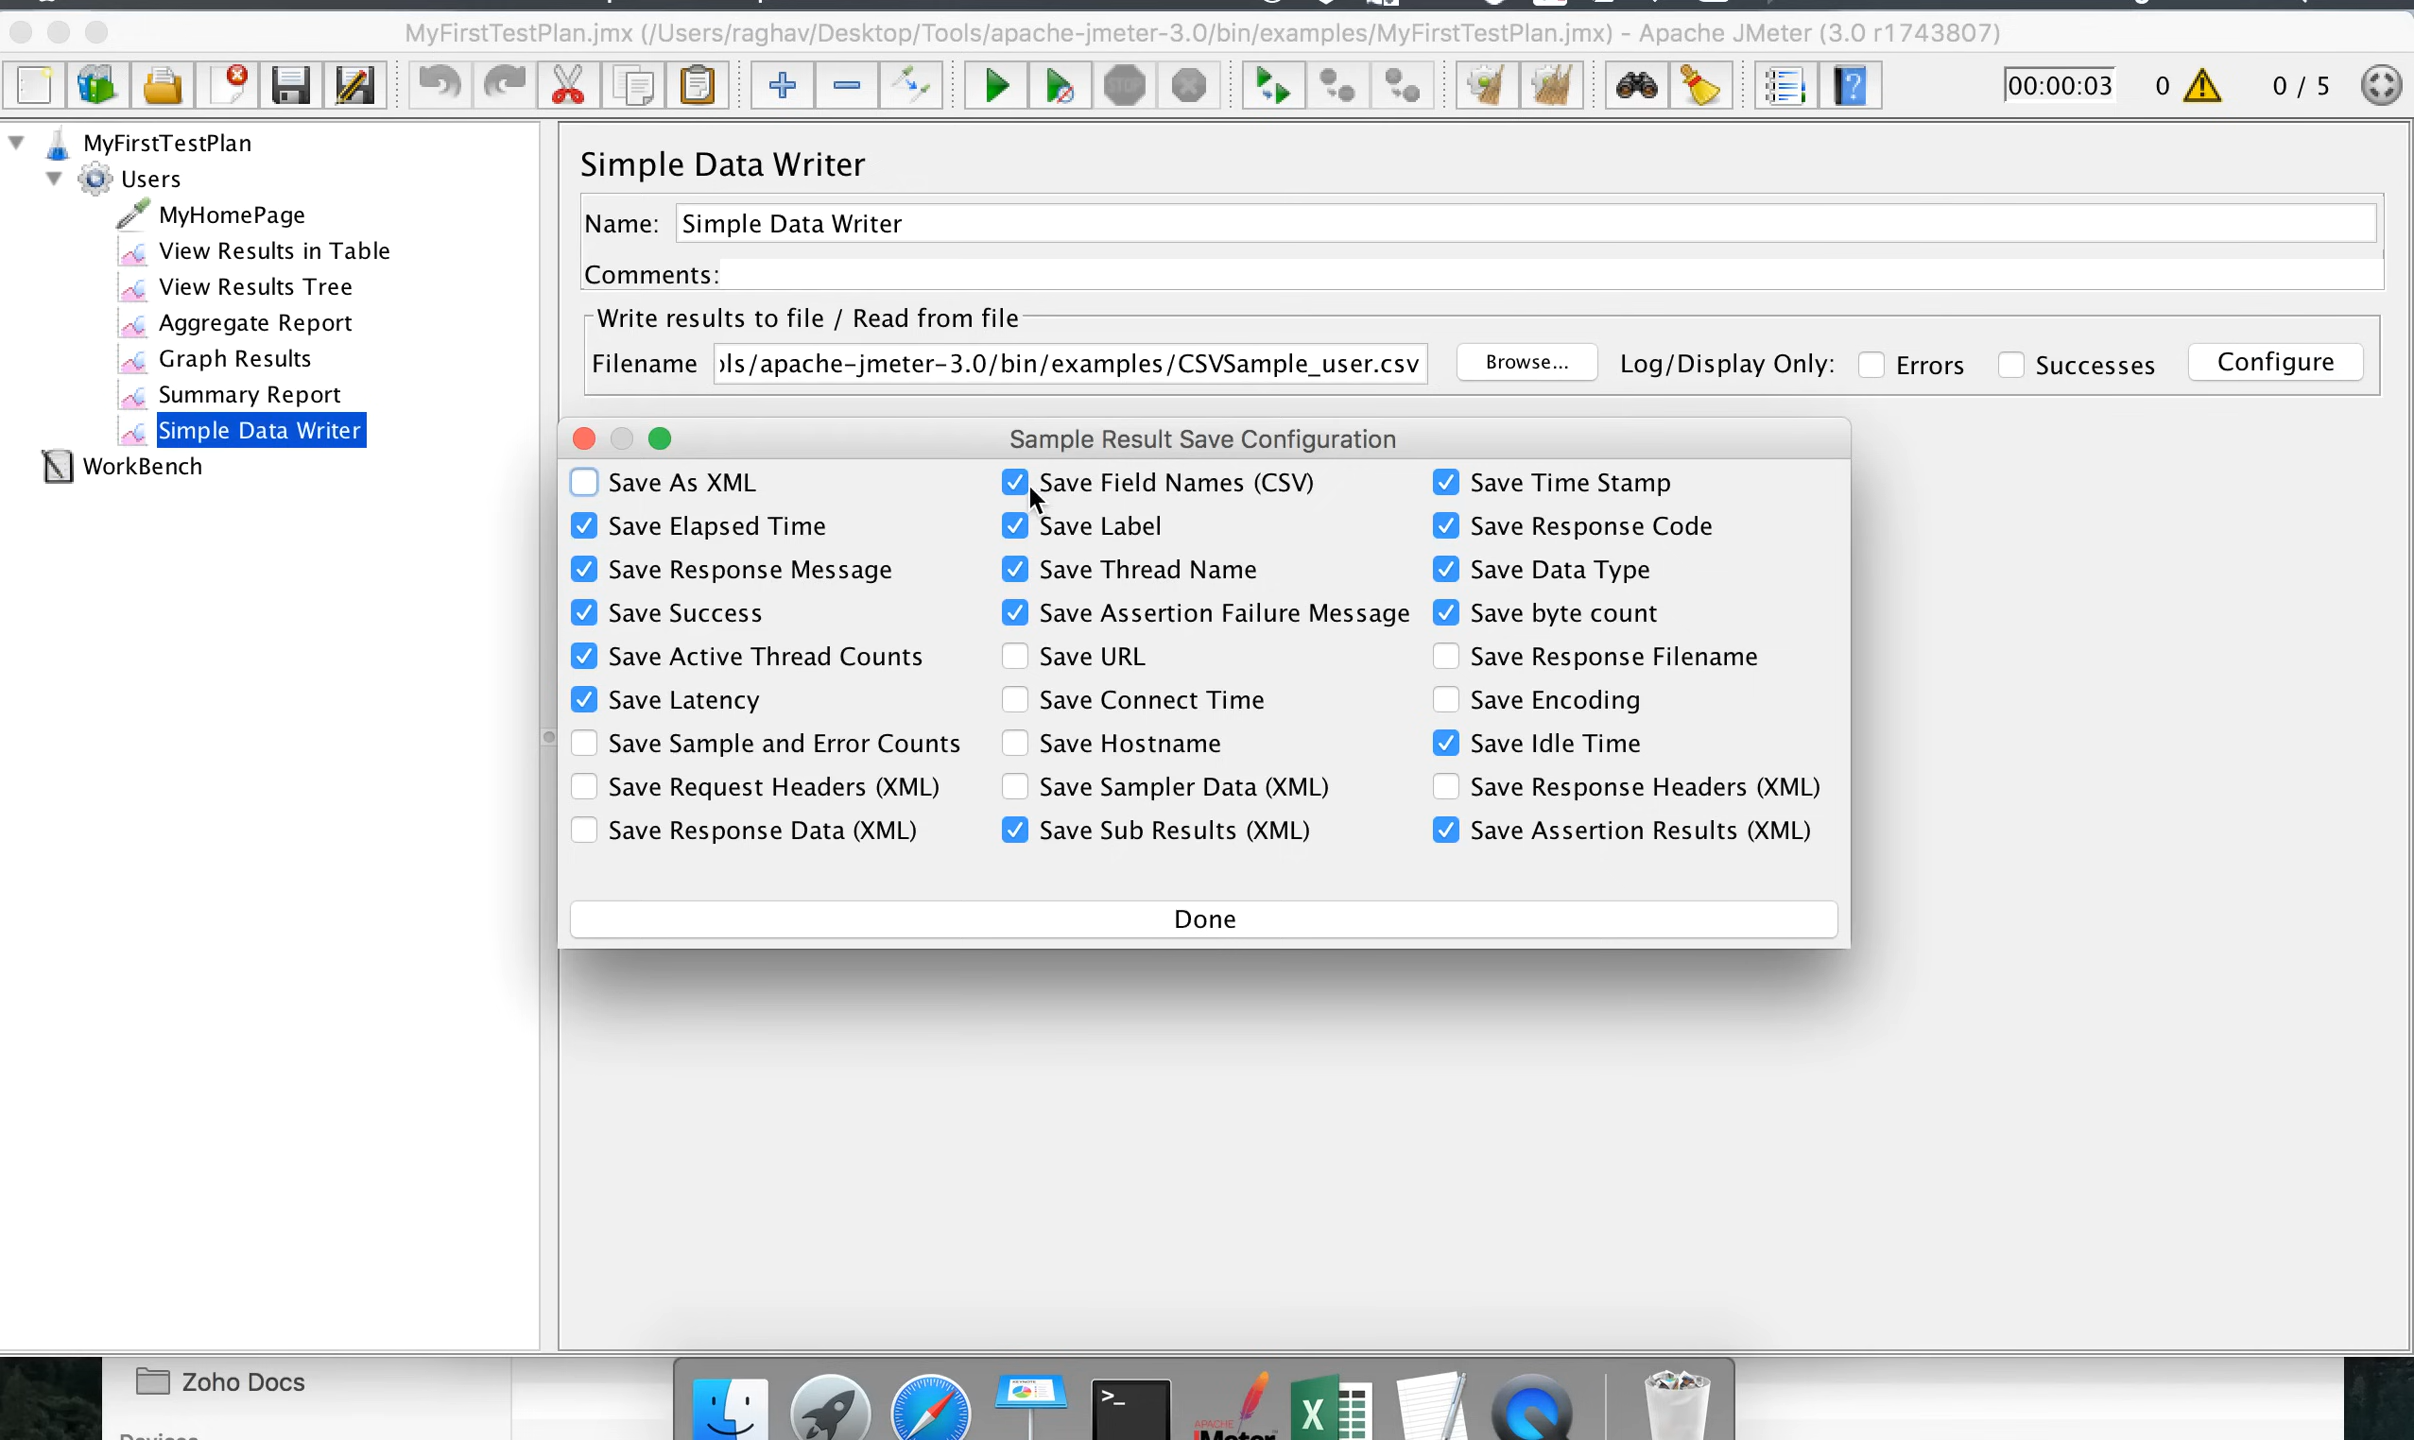 MyFirstTestPlan.jmx (/Users/raghav/Desktop/Tools/apache-jmeter-3.0/bin/examples/MyFirstTestPlan.jmx) - Apache JMeter (3.0 r1743807)
STOP
00:00:03 0 0 / 5
MyFirstTestPlan
Users
MyHomePage
View Results in Table
View Results Tree
Aggregate Report
Graph Results
Summary Report
Simple Data Writer
WorkBench
Simple Data Writer
Name: Simple Data Writer
Comments:
Write results to file / Read from file
Filename ls/apache-jmeter-3.0/bin/examples/CSVSample_user.csv Browse... Log/Display Only: Errors Successes Configure
Sample Result Save Configuration
Save As XML Save Field Names (CSV) Save Time Stamp
Save Elapsed Time Save Label Save Response Code
Save Response Message Save Thread Name Save Data Type
Save Success Save Assertion Failure Message Save byte count
Save Active Thread Counts Save URL Save Response Filename
Save Latency Save Connect Time Save Encoding
Save Sample and Error Counts Save Hostname Save Idle Time
Save Request Headers (XML) Save Sampler Data (XML) Save Response Headers (XML)
Save Response Data (XML) Save Sub Results (XML) Save Assertion Results (XML)
Done
Zoho Docs
APACHE